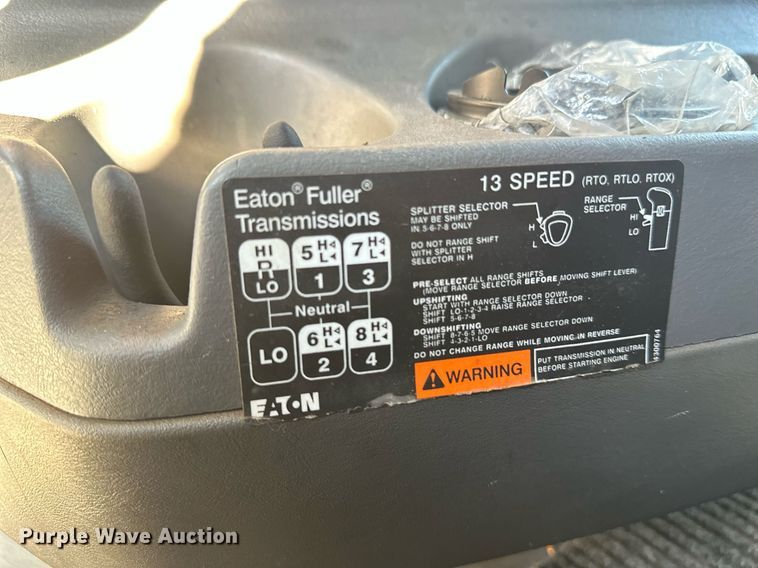 Eaton® Fuller®
Transmissions
HI
R
LO
5 H◁
L◁
1
7 H◁
L◁
3
Neutral
LO
6 H◁
L◁
2
8 H◁
L◁
4
EATON
13 SPEED (RTO, RTLO, RTOX)
SPLITTER SELECTOR
MAY BE SHIFTED
IN 5-6-7-8 ONLY
H
L
RANGE
SELECTOR
HI
LO
DO NOT RANGE SHIFT
WITH SPLITTER
SELECTOR IN H
PRE-SELECT ALL RANGE SHIFTS
(MOVE RANGE SELECTOR BEFORE MOVING SHIFT LEVER)
UPSHIFTING
START WITH RANGE SELECTOR DOWN
SHIFT LO-1-2-3-4 RAISE RANGE SELECTOR
SHIFT 5-6-7-8
DOWNSHIFTING
SHIFT 8-7-6-5 MOVE RANGE SELECTOR DOWN
SHIFT 4-3-2-1-LO
DO NOT CHANGE RANGE WHILE MOVING IN REVERSE
WARNING
PUT TRANSMISSION IN NEUTRAL
BEFORE STARTING ENGINE
Purple Wave Auction